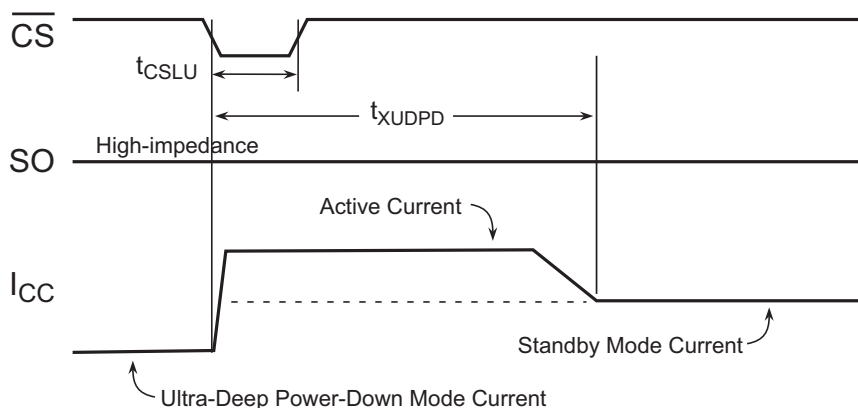 CS
tCSLU
tXUDPD
High-impedance
SO
Active Current
ICC
Standby Mode Current
Ultra-Deep Power-Down Mode Current